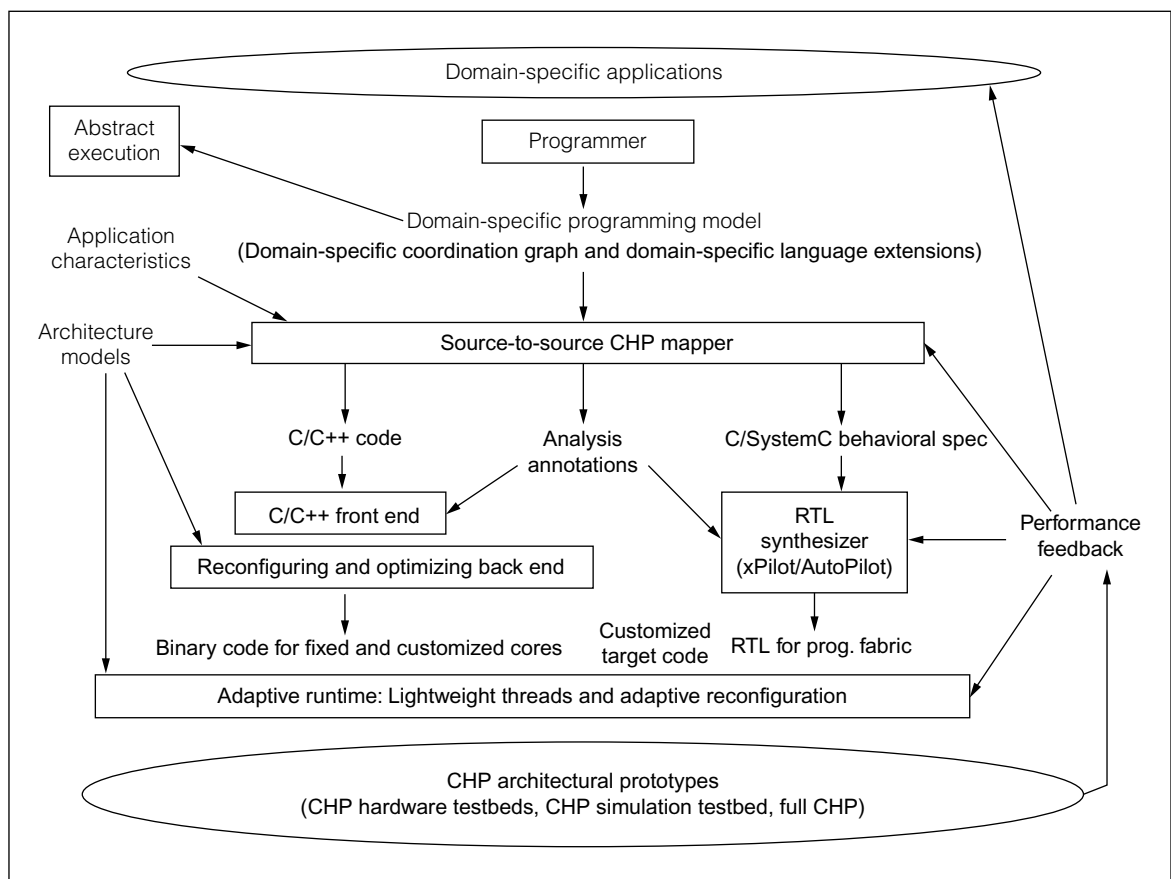 Domain-specific applications
Abstract
execution
Programmer
Domain-specific programming model
(Domain-specific coordination graph and domain-specific language extensions)
Application
characteristics
Architecture
models
Source-to-source CHP mapper
C/C++ code
Analysis
annotations
C/SystemC behavioral spec
C/C++ front end
RTL
synthesizer
(xPilot/AutoPilot)
Performance
feedback
Reconfiguring and optimizing back end
Binary code for fixed and customized cores
Customized
target code
RTL for prog. fabric
Adaptive runtime: Lightweight threads and adaptive reconfiguration
CHP architectural prototypes
(CHP hardware testbeds, CHP simulation testbed, full CHP)